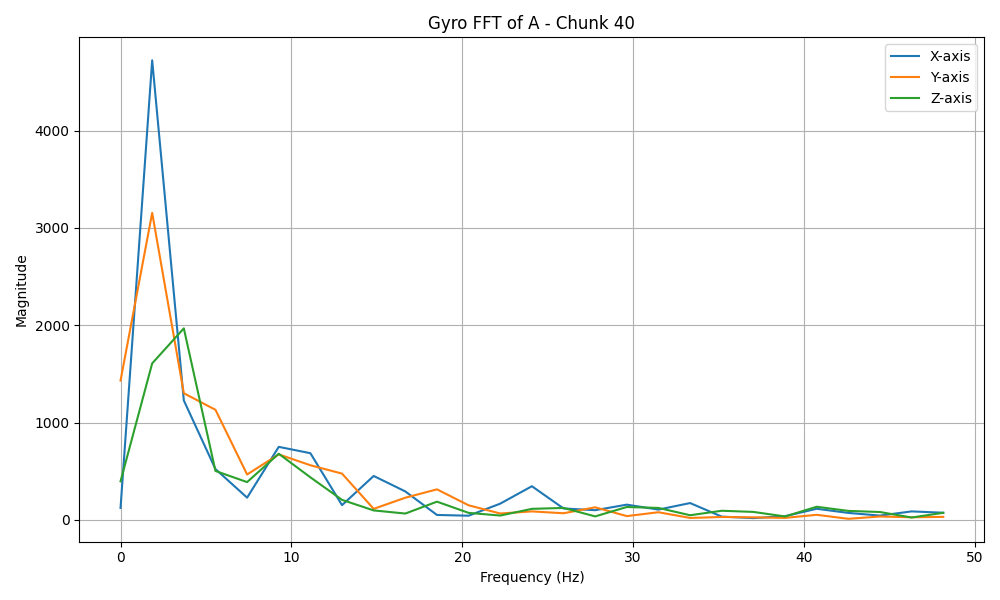 Gyro FFT of A - Chunk 40
X-axis
Y-axis
Z-axis
Magnitude
4000
3000
2000
1000
0
0 10 20 30 40 50
Frequency (Hz)